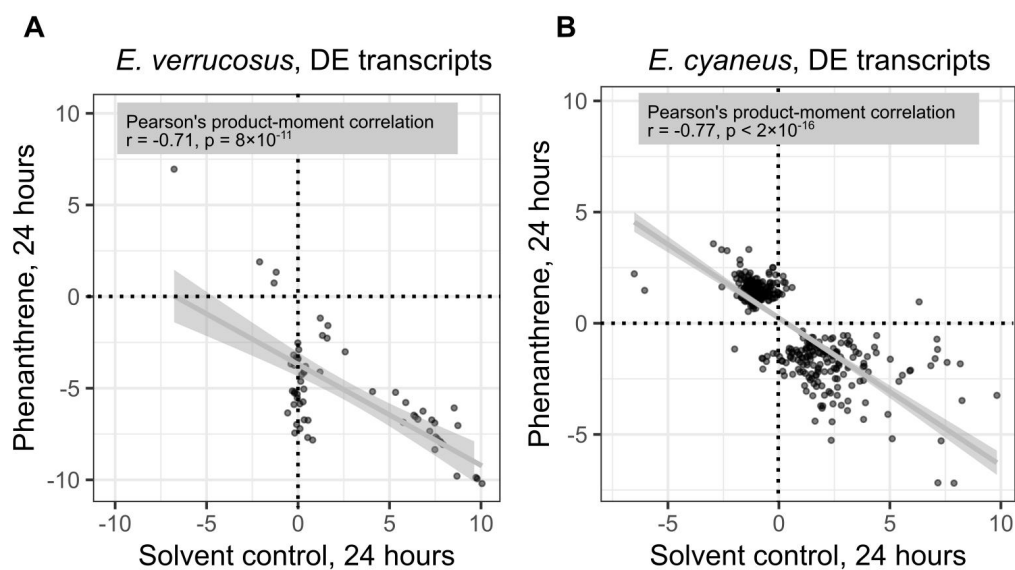 A
E. verrucosus, DE transcripts
Pearson's product-moment correlation
r = -0.71, p = 8×10⁻¹¹
10
5
0
-5
-10
Phenanthrene, 24 hours
-10 -5 0 5 10
Solvent control, 24 hours
B
E. cyaneus, DE transcripts
Pearson's product-moment correlation
r = -0.77, p < 2×10⁻¹⁶
10
5
0
-5
Phenanthrene, 24 hours
-5 0 5 10
Solvent control, 24 hours